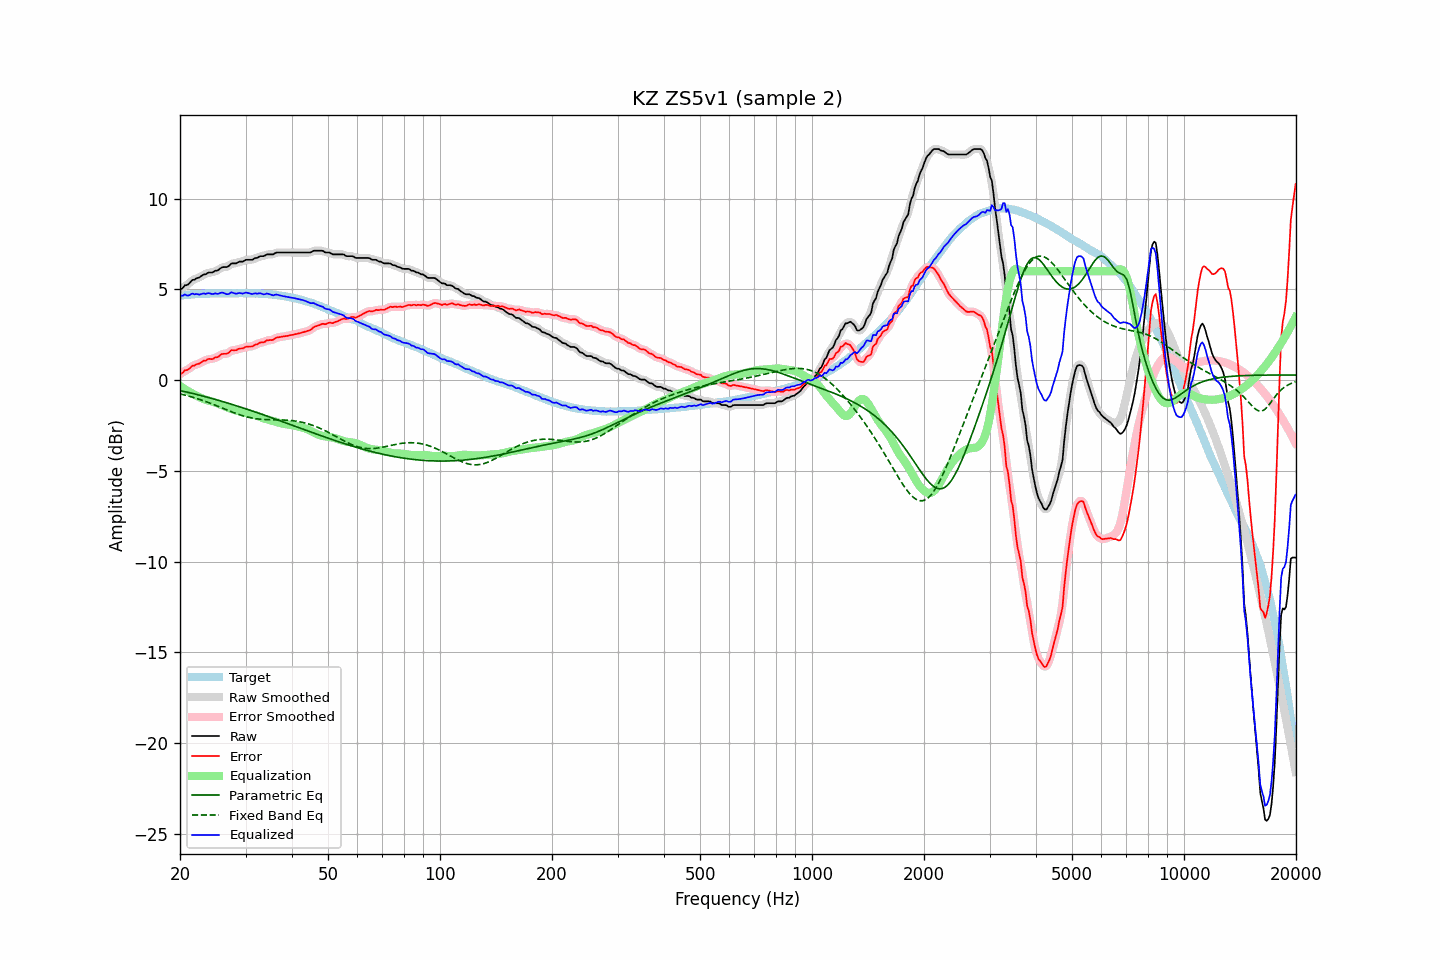 KZ ZS5v1 (sample 2)
Amplitude (dBr)
10
5
0
−5
−10
−15
−20
−25
Target
Raw Smoothed
Error Smoothed
Raw
Error
Equalization
Parametric Eq
Fixed Band Eq
Equalized
20 50 100 200 500 1000 2000 5000 10000 20000
Frequency (Hz)